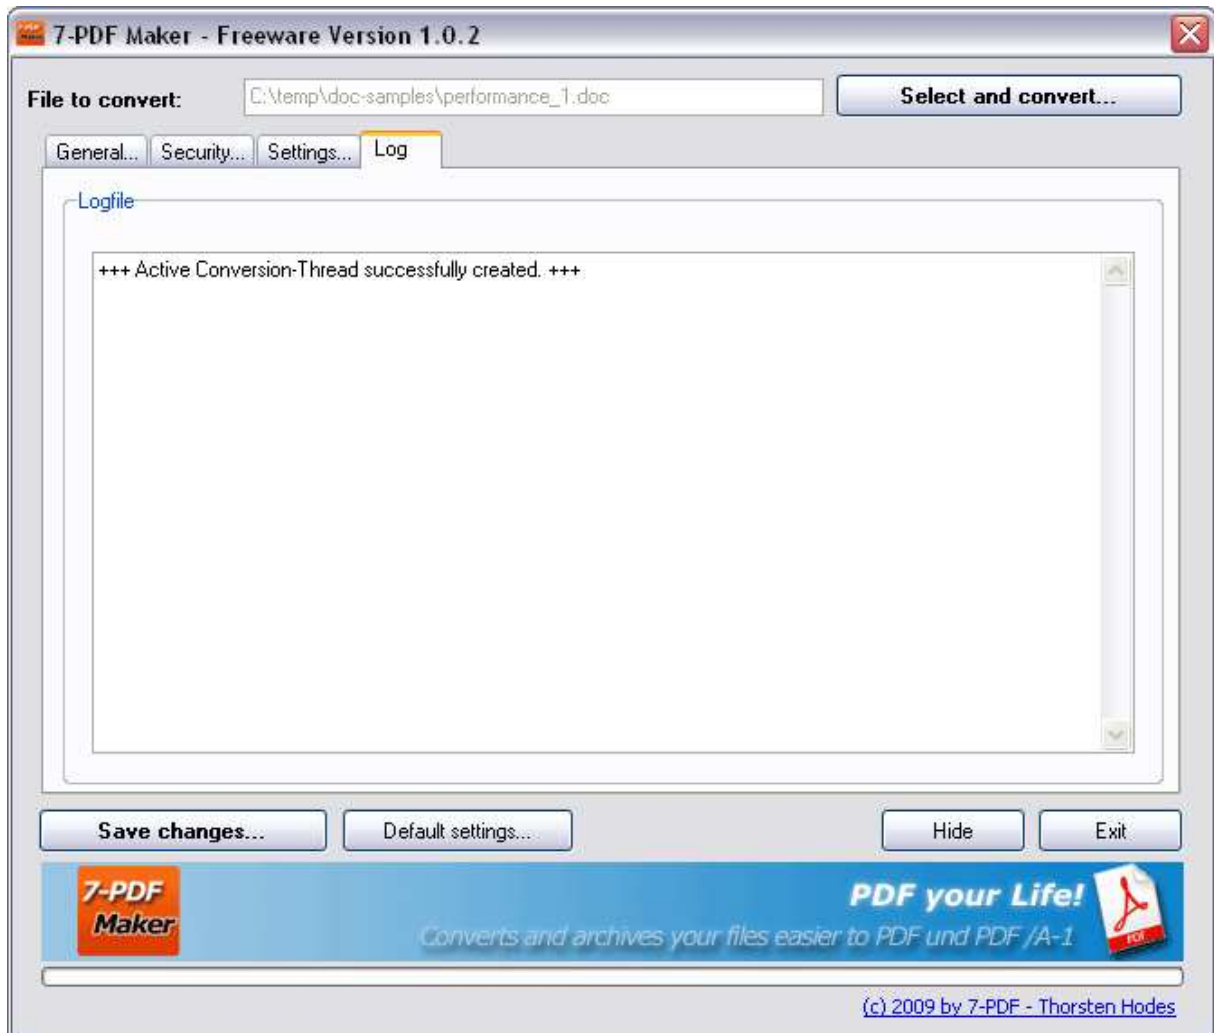 7-PDF Maker - Freeware Version 1.0.2
File to convert: C:\temp\doc-samples\performance_1.doc Select and convert...
General... Security... Settings... Log
Logfile
+++ Active Conversion-Thread successfully created. +++
Save changes... Default settings... Hide Exit
7-PDF
Maker
PDF your Life!
Converts and archives your files easier to PDF und PDF /A-1
PDF
(c) 2009 by 7-PDF - Thorsten Hodes